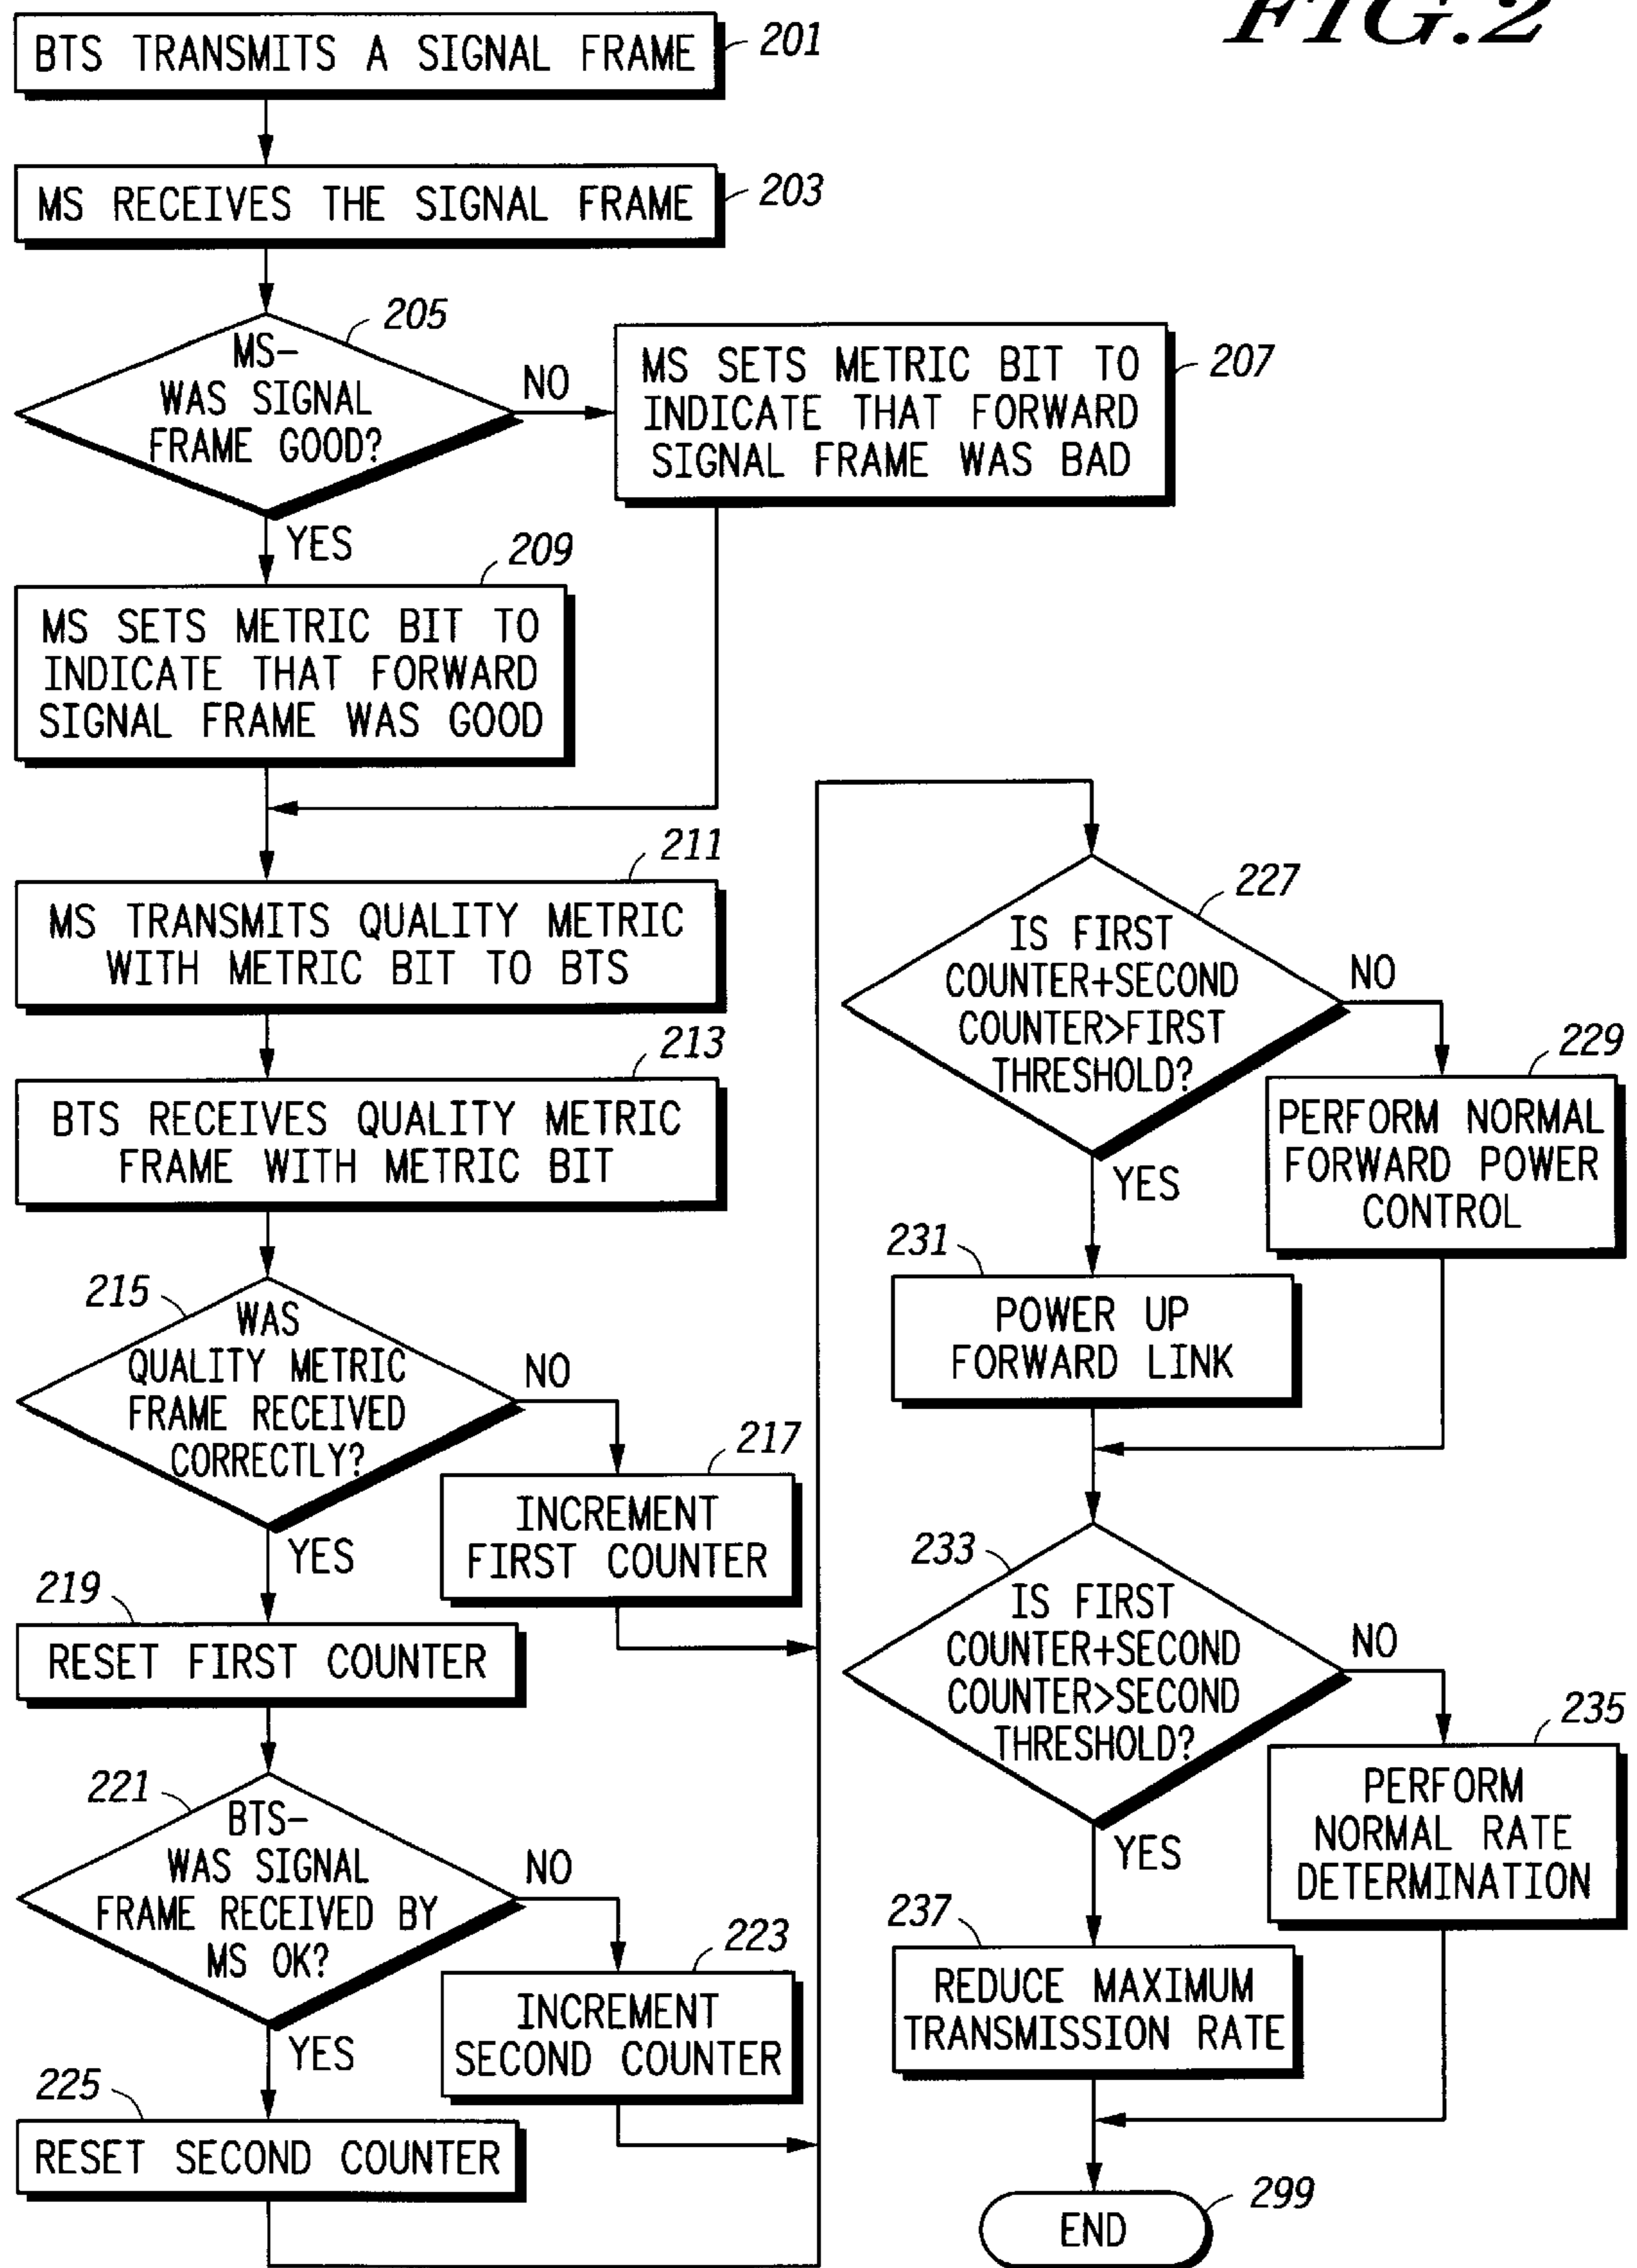 FIG.2
BTS TRANSMITS A SIGNAL FRAME
201
MS RECEIVES THE SIGNAL FRAME
203
205
MS-
WAS SIGNAL
FRAME GOOD?
NO
YES
MS SETS METRIC BIT TO
INDICATE THAT FORWARD
SIGNAL FRAME WAS BAD
207
209
MS SETS METRIC BIT TO
INDICATE THAT FORWARD
SIGNAL FRAME WAS GOOD
211
MS TRANSMITS QUALITY METRIC
WITH METRIC BIT TO BTS
213
BTS RECEIVES QUALITY METRIC
FRAME WITH METRIC BIT
215
WAS
QUALITY METRIC
FRAME RECEIVED
CORRECTLY?
NO
YES
217
INCREMENT
FIRST COUNTER
219
RESET FIRST COUNTER
221
BTS-
WAS SIGNAL
FRAME RECEIVED BY
MS OK?
NO
YES
223
INCREMENT
SECOND COUNTER
225
RESET SECOND COUNTER
227
IS FIRST
COUNTER+SECOND
COUNTER>FIRST
THRESHOLD?
NO
YES
229
PERFORM NORMAL
FORWARD POWER
CONTROL
231
POWER UP
FORWARD LINK
233
IS FIRST
COUNTER+SECOND
COUNTER>SECOND
THRESHOLD?
NO
YES
235
PERFORM
NORMAL RATE
DETERMINATION
237
REDUCE MAXIMUM
TRANSMISSION RATE
END
299